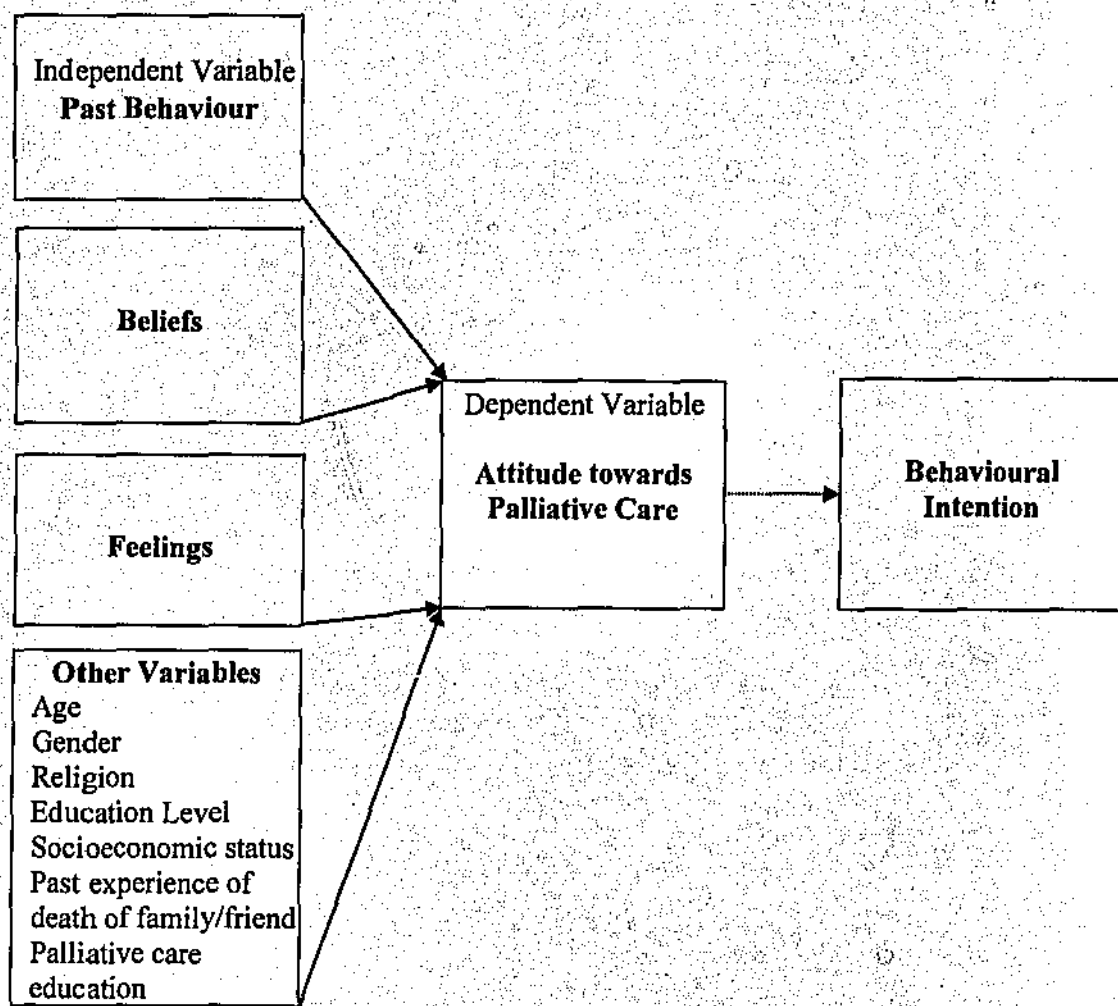 Independent Variable
Past Behaviour
Beliefs
Feelings
Other Variables
Age
Gender
Religion
Education Level
Socioeconomic status
Past experience of
death of family/friend
Palliative care
education
Dependent Variable
Attitude towards
Palliative Care
Behavioural
Intention